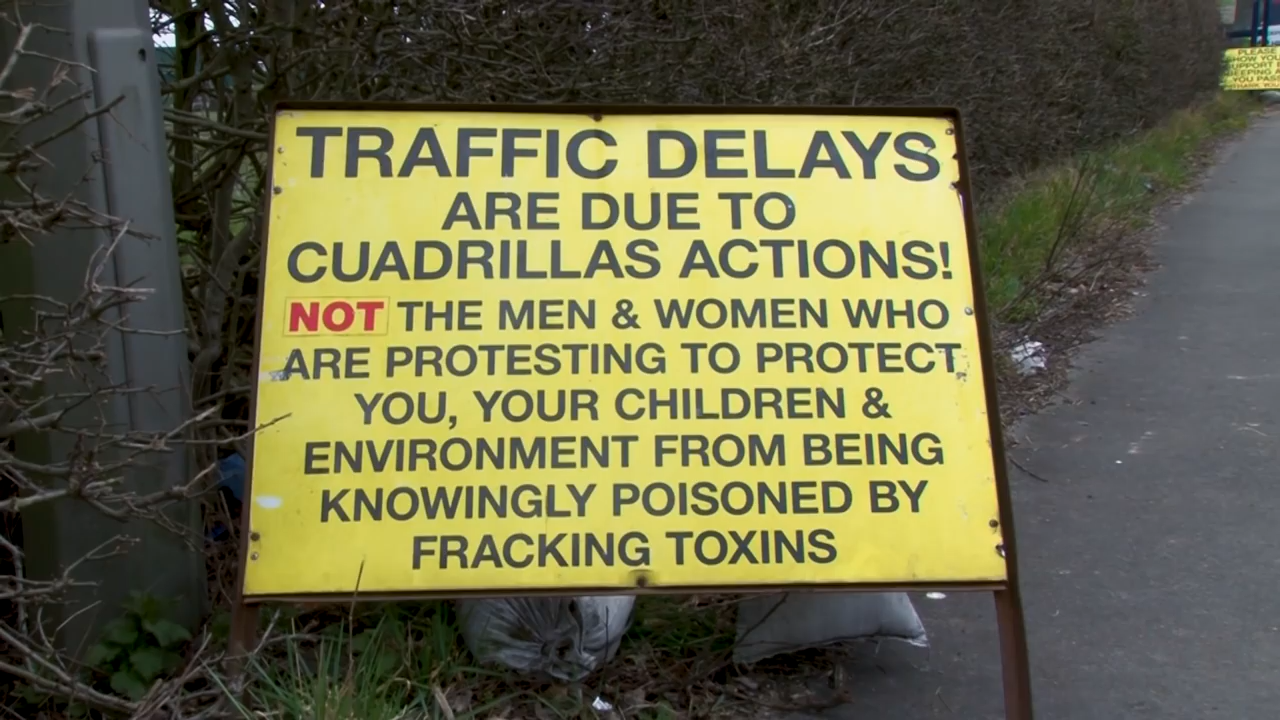 TRAFFIC DELAYS
ARE DUE TO
CUADRILLAS ACTIONS!
NOT THE MEN & WOMEN WHO
ARE PROTESTING TO PROTECT
YOU, YOUR CHILDREN &
ENVIRONMENT FROM BEING
KNOWINGLY POISONED BY
FRACKING TOXINS
PLEASE